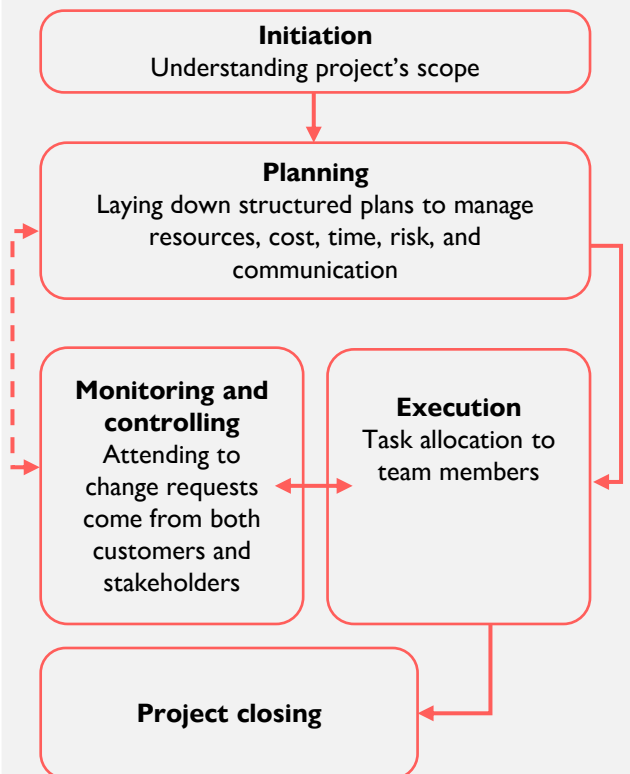 Initiation
Understanding project's scope
Planning
Laying down structured plans to manage
resources, cost, time, risk, and
communication
Monitoring and
controlling
Attending to
change requests
come from both
customers and
stakeholders
Execution
Task allocation to
team members
Project closing